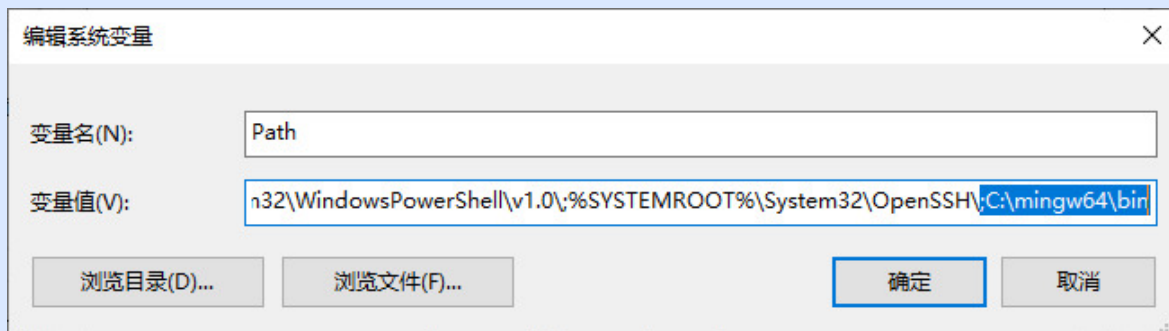 编辑系统变量
变量名(N): Path
变量值(V): n32\WindowsPowerShell\v1.0\;%SYSTEMROOT%\System32\OpenSSH\;C:\mingw64\bin
浏览目录(D)... 浏览文件(F)... 确定 取消